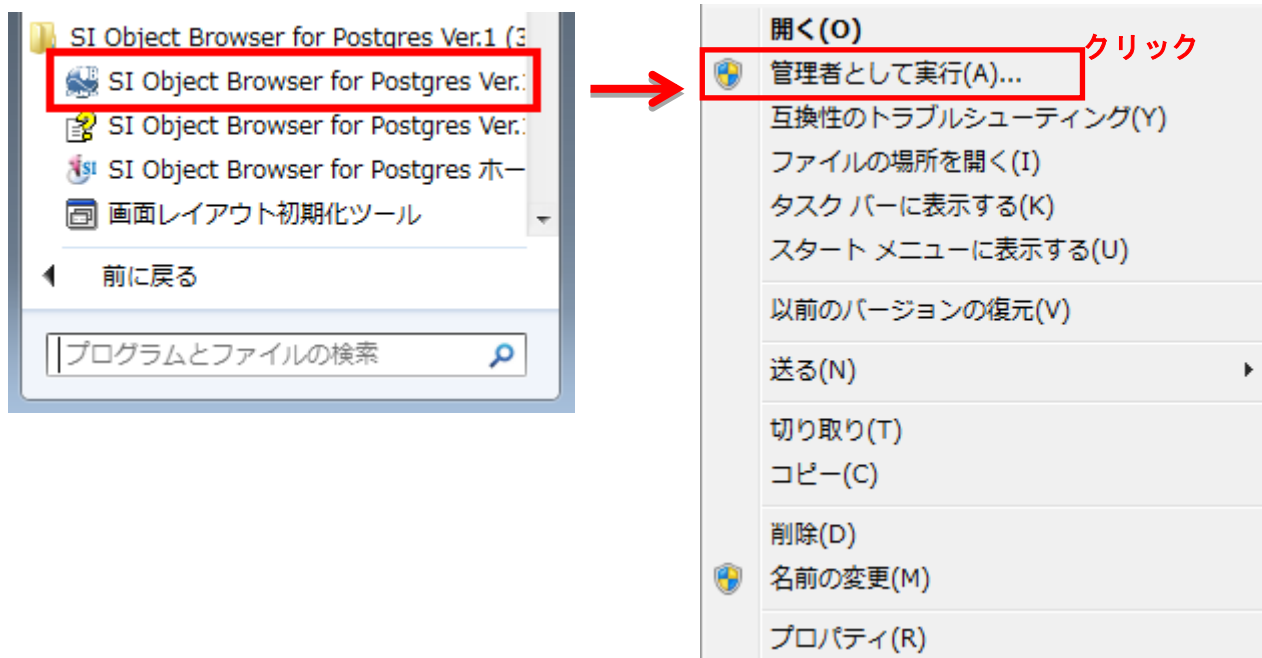 SI Object Browser for Postgres Ver.1 (3
SI Object Browser for Postgres Ver.
SI Object Browser for Postgres Ver.
SI Object Browser for Postgres ホー
画面レイアウト初期化ツール
前に戻る
プログラムとファイルの検索
開く(O)
クリック
管理者として実行(A)...
互換性のトラブルシューティング(Y)
ファイルの場所を開く(I)
タスク バーに表示する(K)
スタート メニューに表示する(U)
以前のバージョンの復元(V)
送る(N)
切り取り(T)
コピー(C)
削除(D)
名前の変更(M)
プロパティ(R)